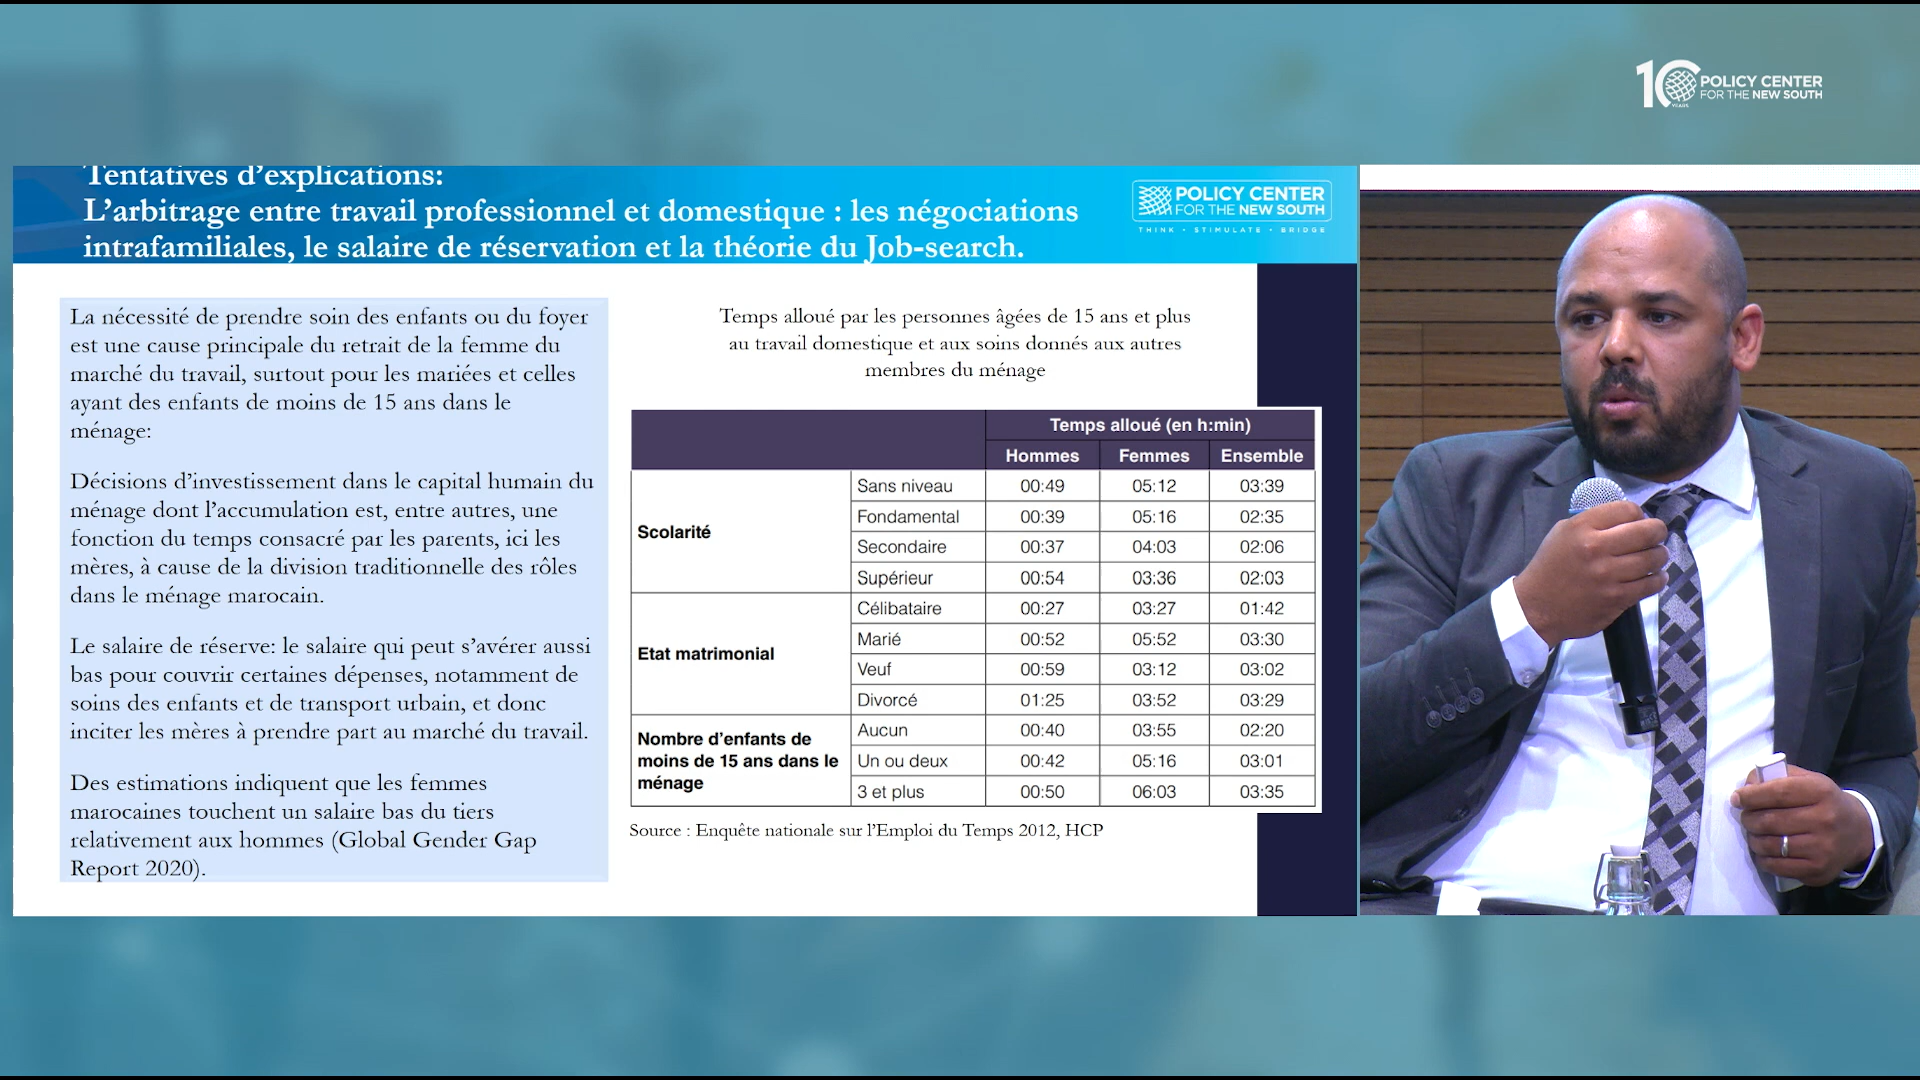 10 YEARS
POLICY CENTER
FOR THE NEW SOUTH
Tentatives d’explications:
L’arbitrage entre travail professionnel et domestique : les négociations
intrafamiliales, le salaire de réservation et la théorie du Job-search.
POLICY CENTER
FOR THE NEW SOUTH
THINK • STIMULATE • BRIDGE
La nécessité de prendre soin des enfants ou du foyer
est une cause principale du retrait de la femme du
marché du travail, surtout pour les mariées et celles
ayant des enfants de moins de 15 ans dans le
ménage:
Décisions d’investissement dans le capital humain du
ménage dont l’accumulation est, entre autres, une
fonction du temps consacré par les parents, ici les
mères, à cause de la division traditionnelle des rôles
dans le ménage marocain.
Le salaire de réserve: le salaire qui peut s’avérer aussi
bas pour couvrir certaines dépenses, notamment de
soins des enfants et de transport urbain, et donc
inciter les mères à prendre part au marché du travail.
Des estimations indiquent que les femmes
marocaines touchent un salaire bas du tiers
relativement aux hommes (Global Gender Gap
Report 2020).
Temps alloué par les personnes âgées de 15 ans et plus
au travail domestique et aux soins donnés aux autres
membres du ménage
Temps alloué (en h:min)
Hommes Femmes Ensemble
Scolarité
Sans niveau 00:49 05:12 03:39
Fondamental 00:39 05:16 02:35
Secondaire 00:37 04:03 02:06
Supérieur 00:54 03:36 02:03
Etat matrimonial
Célibataire 00:27 03:27 01:42
Marié 00:52 05:52 03:30
Veuf 00:59 03:12 03:02
Divorcé 01:25 03:52 03:29
Nombre d’enfants de
moins de 15 ans dans le
ménage
Aucun 00:40 03:55 02:20
Un ou deux 00:42 05:16 03:01
3 et plus 00:50 06:03 03:35
Source : Enquête nationale sur l’Emploi du Temps 2012, HCP